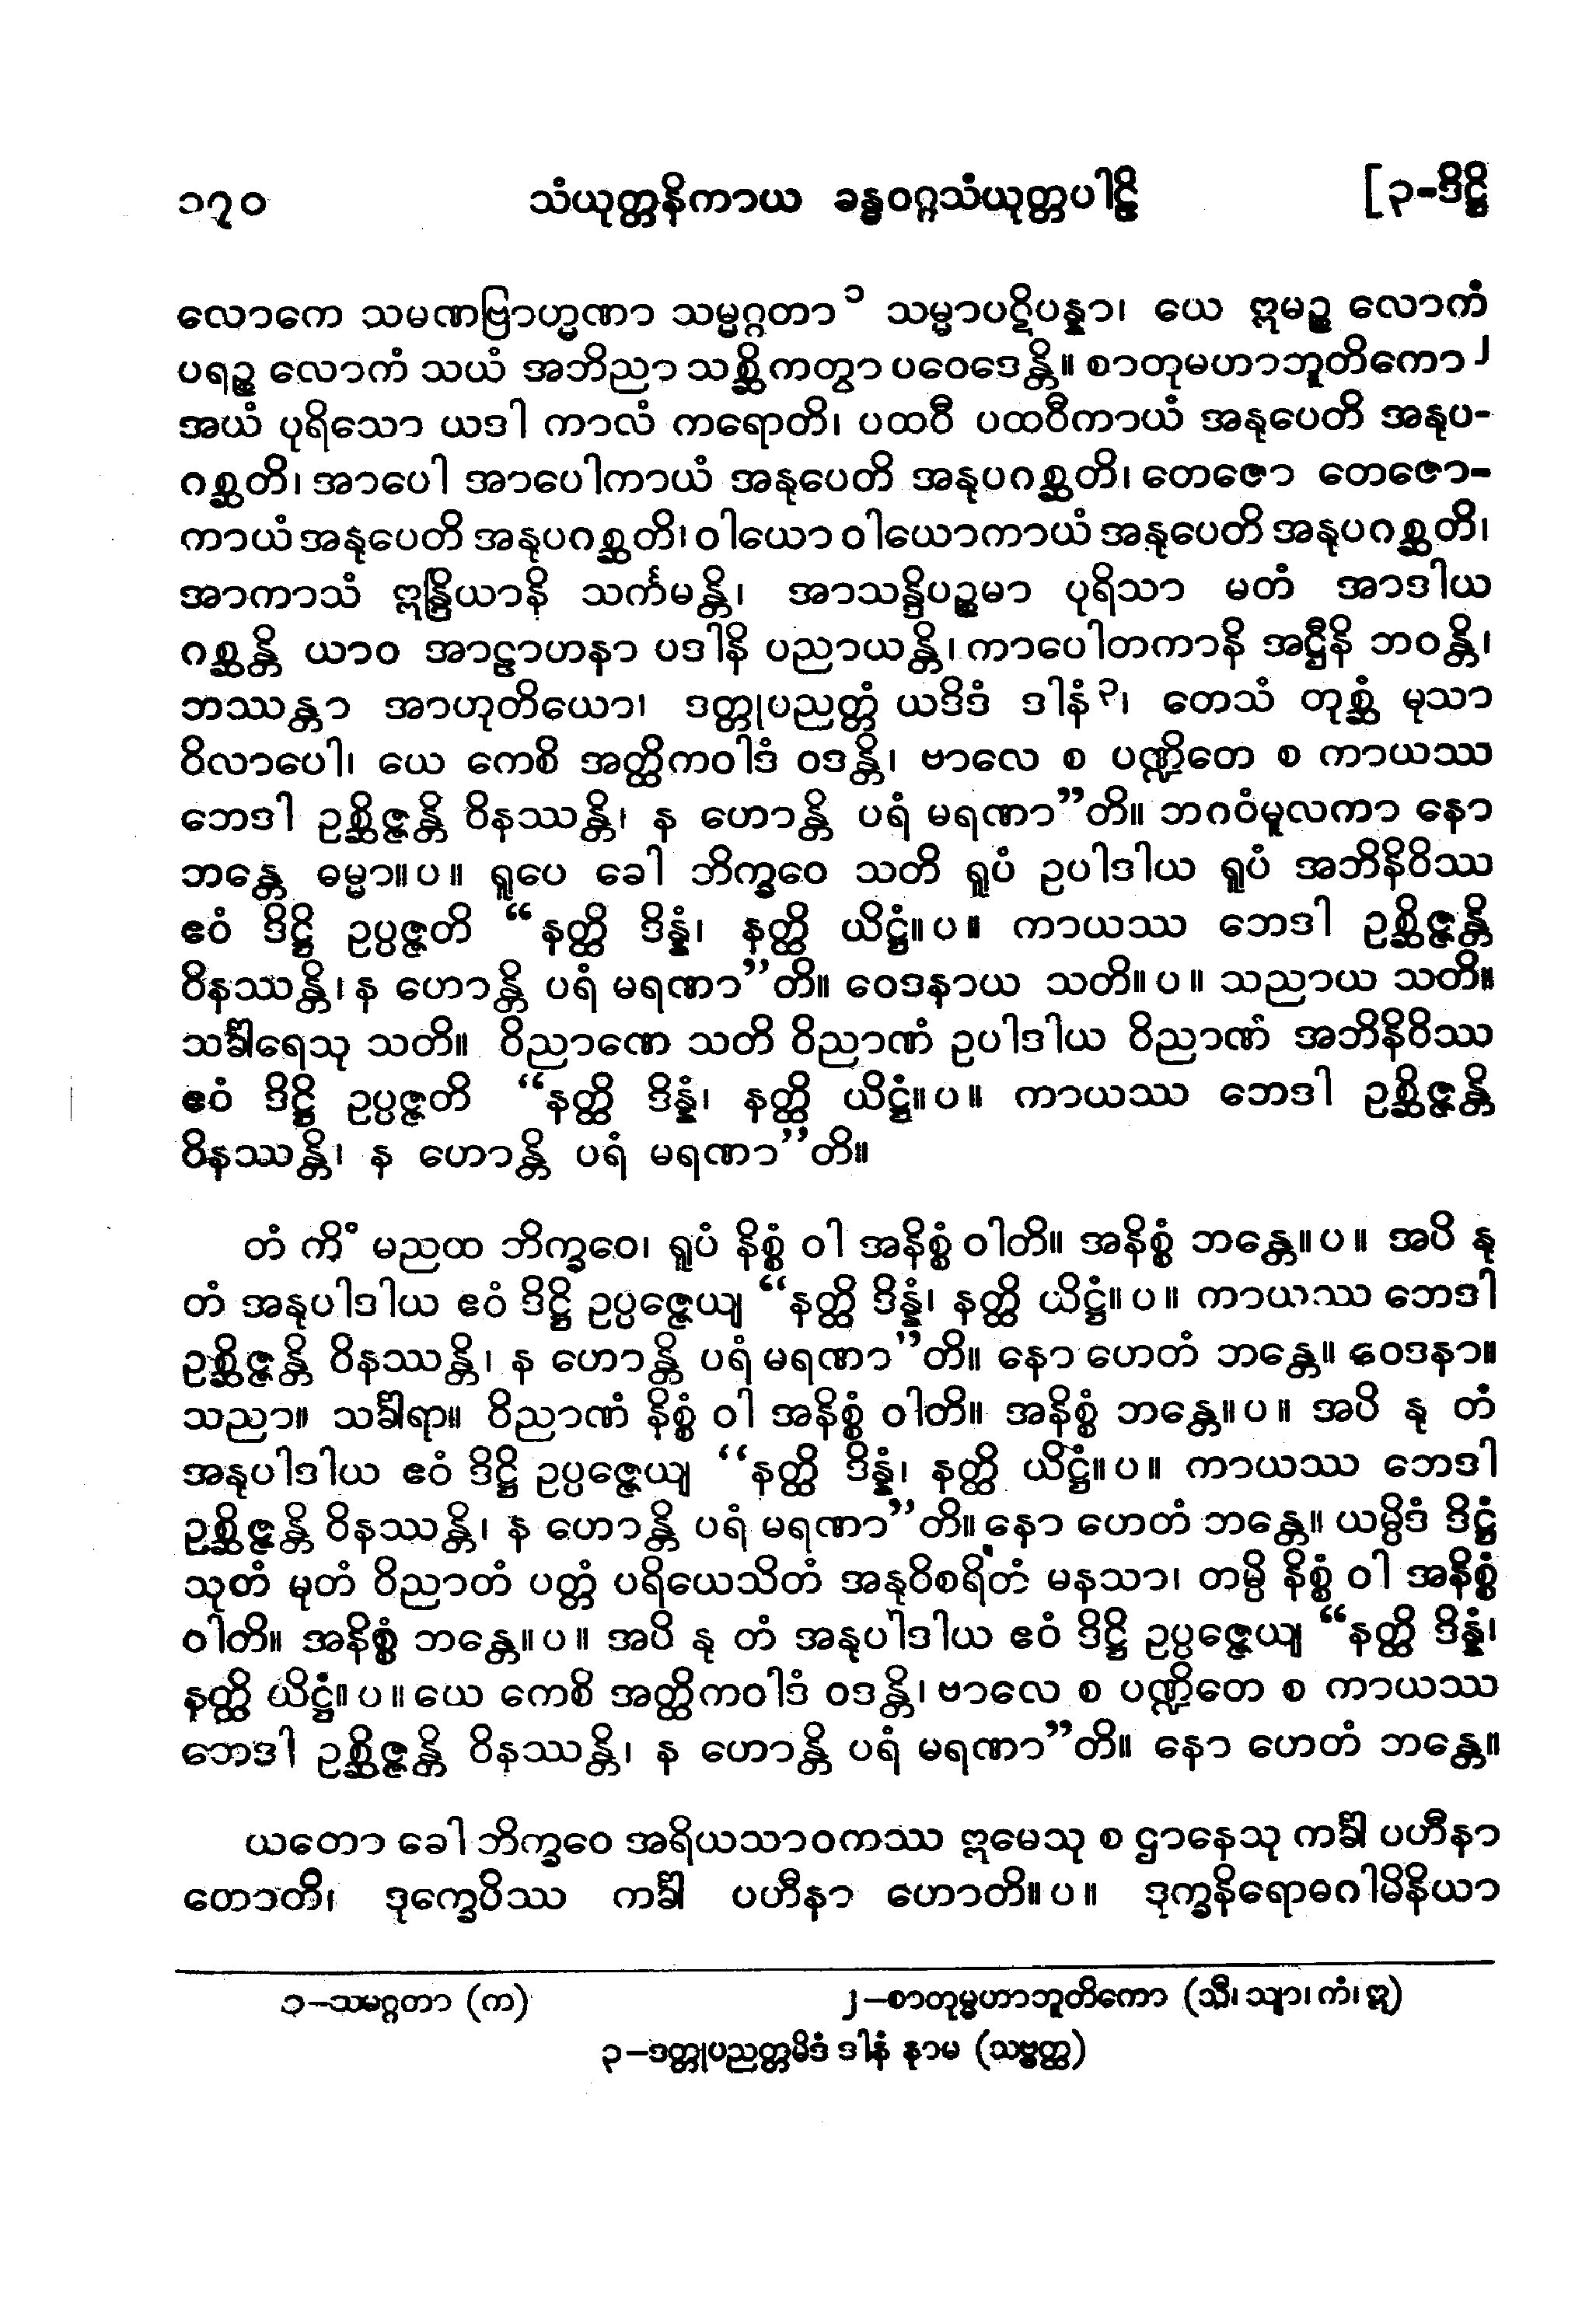 ၁၇၀ သံယုတ္တနိကာယ ခန္ဓဝဂ္ဂသံယုတ္တပါဠိ [၃-ဒိဋ္ဌိ
လောကေ သမဏဗြာဟ္မဏာ သမ္မဂ္ဂတာ၁ သမ္မာပဋိပန္နာ၊ ယေ ဣမဉ္စ လောကံ
ပရဉ္စ လောကံ သယံ အဘိညာ သစ္ဆိကတွာ ပဝေဒေန္တိ။ စာတုမဟာဘူတိကော၂
အယံ ပုရိသော ယဒါ ကာလံ ကရောတိ၊ ပထဝီ ပထဝီကာယံ အနုပေတိ အနုပ-
ဂစ္ဆတိ၊ အာပေါ အာပေါကာယံ အနုပေတိ အနုပဂစ္ဆတိ၊ တေဇော တေဇော-
ကာယံ အနုပေတိ အနုပဂစ္ဆတိ၊ ဝါယော ဝါယောကာယံ အနုပေတိ အနုပဂစ္ဆတိ၊
အာကာသံ ဣန္ဒြိယာနိ သင်္ကမန္တိ၊ အာသန္ဒိပဉ္စမာ ပုရိသာ မတံ အာဒါယ
ဂစ္ဆန္တိ ယာဝ အာဠာဟနာ ပဒါနိ ပညာယန္တိ၊ ကာပေါတကာနိ အဋ္ဌီနိ ဘဝန္တိ၊
ဘဿန္တာ အာဟုတိယော၊ ဒတ္တုပညတ္တံ ယဒိဒံ ဒါနံ၃၊ တေသံ တုစ္ဆံ မုသာ
ဝိလာပေါ၊ ယေ ကေစိ အတ္ထိကဝါဒံ ဝဒန္တိ၊ ဗာလေ စ ပဏ္ဍိတေ စ ကာယဿ
ဘေဒါ ဥစ္ဆိဇ္ဇန္တိ ဝိနဿန္တိ၊ န ဟောန္တိ ပရံ မရဏာ”တိ။ ဘဂဝံမူလကာ နော
ဘန္တေ ဓမ္မာ။ပ။ ရူပေ ခေါ ဘိက္ခဝေ သတိ ရူပံ ဥပါဒါယ ရူပံ အဘိနိဝိဿ
ဧဝံ ဒိဋ္ဌိ ဥပ္ပဇ္ဇတိ “နတ္ထိ ဒိန္နံ၊ နတ္ထိ ယိဋ္ဌံ။ပ။ ကာယဿ ဘေဒါ ဥစ္ဆိဇ္ဇန္တိ
ဝိနဿန္တိ၊ န ဟောန္တိ ပရံ မရဏာ”တိ။ ဝေဒနာယ သတိ။ပ။ သညာယ သတိ။
သင်္ခါရေသု သတိ။ ဝိညာဏေ သတိ ဝိညာဏံ ဥပါဒါယ ဝိညာဏံ အဘိနိဝိဿ
ဧဝံ ဒိဋ္ဌိ ဥပ္ပဇ္ဇတိ “နတ္ထိ ဒိန္နံ၊ နတ္ထိ ယိဋ္ဌံ။ပ။ ကာယဿ ဘေဒါ ဥစ္ဆိဇ္ဇန္တိ
ဝိနဿန္တိ၊ န ဟောန္တိ ပရံ မရဏာ”တိ။
တံ ကိံ မညထ ဘိက္ခဝေ၊ ရူပံ နိစ္စံ ဝါ အနိစ္စံ ဝါတိ။ အနိစ္စံ ဘန္တေ။ပ။ အပိ နု
တံ အနုပါဒါယ ဧဝံ ဒိဋ္ဌိ ဥပ္ပဇ္ဇေယျ “နတ္ထိ ဒိန္နံ၊ နတ္ထိ ယိဋ္ဌံ။ပ။ ကာယဿ ဘေဒါ
ဥစ္ဆိဇ္ဇန္တိ ဝိနဿန္တိ၊ န ဟောန္တိ ပရံ မရဏာ”တိ။ နော ဟေတံ ဘန္တေ။ ဝေဒနာ။
သညာ။ သင်္ခါရာ။ ဝိညာဏံ နိစ္စံ ဝါ အနိစ္စံ ဝါတိ။ အနိစ္စံ ဘန္တေ။ပ။ အပိ နု တံ
အနုပါဒါယ ဧဝံ ဒိဋ္ဌိ ဥပ္ပဇ္ဇေယျ “နတ္ထိ ဒိန္နံ၊ နတ္ထိ ယိဋ္ဌံ။ပ။ ကာယဿ ဘေဒါ
ဥစ္ဆိဇ္ဇန္တိ ဝိနဿန္တိ၊ န ဟောန္တိ ပရံ မရဏာ”တိ။ နော ဟေတံ ဘန္တေ။ ယမ္ပိဒံ ဒိဋ္ဌံ
သုတံ မုတံ ဝိညာတံ ပတ္တံ ပရိယေသိတံ အနုဝိစရိတံ မနသာ၊ တမ္ပိ နိစ္စံ ဝါ အနိစ္စံ
ဝါတိ။ အနိစ္စံ ဘန္တေ။ပ။ အပိ နု တံ အနုပါဒါယ ဧဝံ ဒိဋ္ဌိ ဥပ္ပဇ္ဇေယျ “နတ္ထိ ဒိန္နံ၊
နတ္ထိ ယိဋ္ဌံ။ပ။ ယေ ကေစိ အတ္ထိကဝါဒံ ဝဒန္တိ၊ ဗာလေ စ ပဏ္ဍိတေ စ ကာယဿ
ဘေဒါ ဥစ္ဆိဇ္ဇန္တိ ဝိနဿန္တိ၊ န ဟောန္တိ ပရံ မရဏာ”တိ။ နော ဟေတံ ဘန္တေ။
ယတော ခေါ ဘိက္ခဝေ အရိယသာဝကဿ ဣမေသု စ ဌာနေသု ကင်္ခါ ပဟီနာ
ဟောတိ၊ ဒုက္ခေပိဿ ကင်္ခါ ပဟီနာ ဟောတိ။ပ။ ဒုက္ခနိရောဓဂါမိနိယာ
၁–သမဂ္ဂတာ (က) ၂–စာတုမ္မဟာဘူတိကော (သီ၊ သျာ၊ ကံ၊ ဣ)
၃–ဒတ္တုပညတ္တမိဒံ ဒါနံ နာမ (သဗ္ဗတ္ထ)